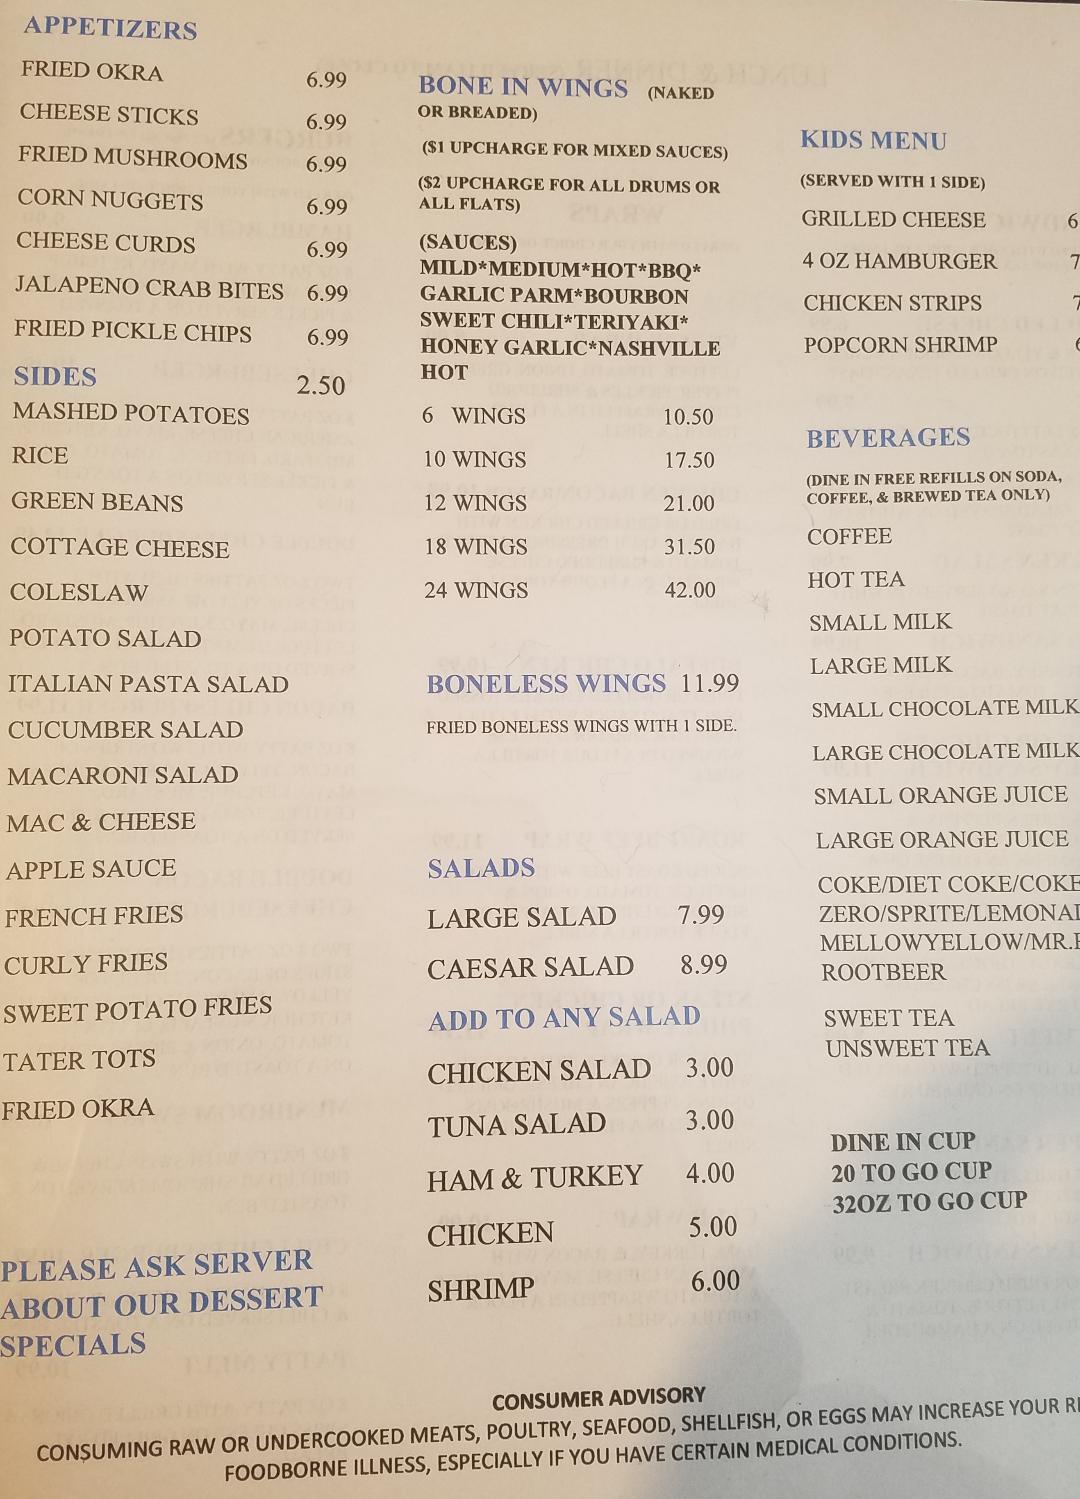 APPETIZERS
FRIED OKRA 6.99
CHEESE STICKS 6.99
FRIED MUSHROOMS 6.99
CORN NUGGETS 6.99
CHEESE CURDS 6.99
JALAPENO CRAB BITES 6.99
FRIED PICKLE CHIPS 6.99
SIDES 2.50
MASHED POTATOES
RICE
GREEN BEANS
COTTAGE CHEESE
COLESLAW
POTATO SALAD
ITALIAN PASTA SALAD
CUCUMBER SALAD
MACARONI SALAD
MAC & CHEESE
APPLE SAUCE
FRENCH FRIES
CURLY FRIES
SWEET POTATO FRIES
TATER TOTS
FRIED OKRA
PLEASE ASK SERVER
ABOUT OUR DESSERT
SPECIALS
BONE IN WINGS (NAKED
OR BREADED)
($1 UPCHARGE FOR MIXED SAUCES)
($2 UPCHARGE FOR ALL DRUMS OR
ALL FLATS)
(SAUCES)
MILD*MEDIUM*HOT*BBQ*
GARLIC PARM*BOURBON
SWEET CHILI*TERIYAKI*
HONEY GARLIC*NASHVILLE
HOT
6 WINGS 10.50
10 WINGS 17.50
12 WINGS 21.00
18 WINGS 31.50
24 WINGS 42.00
BONELESS WINGS 11.99
FRIED BONELESS WINGS WITH 1 SIDE.
SALADS
LARGE SALAD 7.99
CAESAR SALAD 8.99
ADD TO ANY SALAD
CHICKEN SALAD 3.00
TUNA SALAD 3.00
HAM & TURKEY 4.00
CHICKEN 5.00
SHRIMP 6.00
KIDS MENU
(SERVED WITH 1 SIDE)
GRILLED CHEESE 6
4 OZ HAMBURGER 7
CHICKEN STRIPS 7
POPCORN SHRIMP
BEVERAGES
(DINE IN FREE REFILLS ON SODA,
COFFEE, & BREWED TEA ONLY)
COFFEE
HOT TEA
SMALL MILK
LARGE MILK
SMALL CHOCOLATE MILK
LARGE CHOCOLATE MILK
SMALL ORANGE JUICE
LARGE ORANGE JUICE
COKE/DIET COKE/COKE
ZERO/SPRITE/LEMONA
MELLOWYELLOW/MR.
ROOTBEER
SWEET TEA
UNSWEET TEA
DINE IN CUP
20 TO GO CUP
32OZ TO GO CUP
CONSUMER ADVISORY
CONSUMING RAW OR UNDERCOOKED MEATS, POULTRY, SEAFOOD, SHELLFISH, OR EGGS MAY INCREASE YOUR
FOODBORNE ILLNESS, ESPECIALLY IF YOU HAVE CERTAIN MEDICAL CONDITIONS.